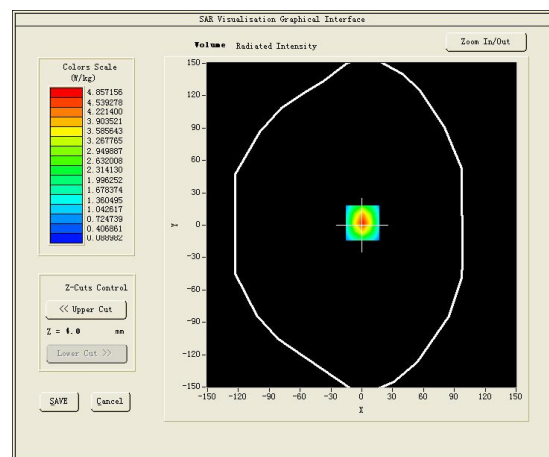 SAR Visualisation Graphical Interface
Volume Radiated Intensity
Zoom In/Out
Colors Scale
(W/kg)
4.857156
4.539278
4.221400
3.903521
3.585643
3.267765
2.949887
2.632008
2.314130
1.996252
1.678374
1.360495
1.042617
0.724739
0.406861
0.088982
Z-Cuts Control
<< Upper Cut
Z = 4.0 mm
Lower Cut >>
SAVE Cancel
150
120
90
60
30
0
-30
-60
-90
-120
-150
Y
-150 -120 -90 -60 -30 0 30 60 90 120 150
X